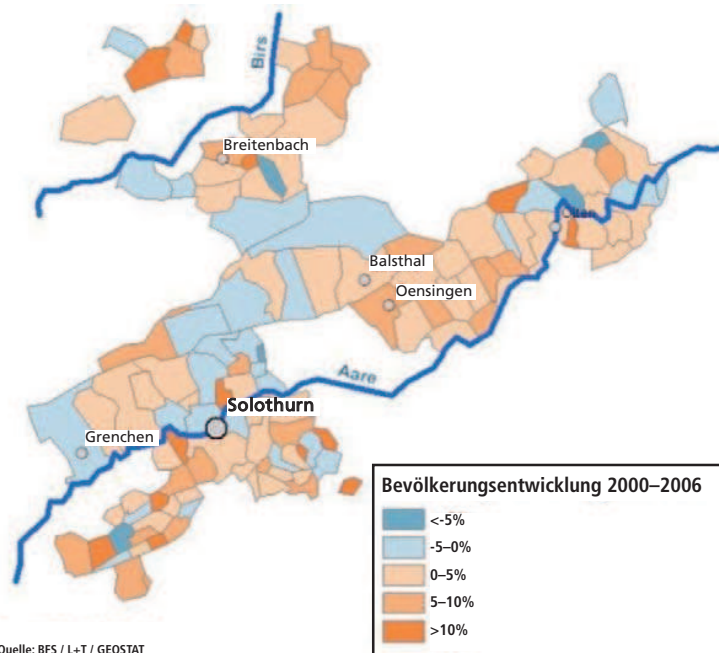 Birs
Breitenbach
Olten
Balsthal
Oensingen
Aare
Solothurn
Grenchen
Bevölkerungsentwicklung 2000–2006
<-5%
-5–0%
0–5%
5–10%
>10%
Quelle: BFS / L+T / GEOSTAT